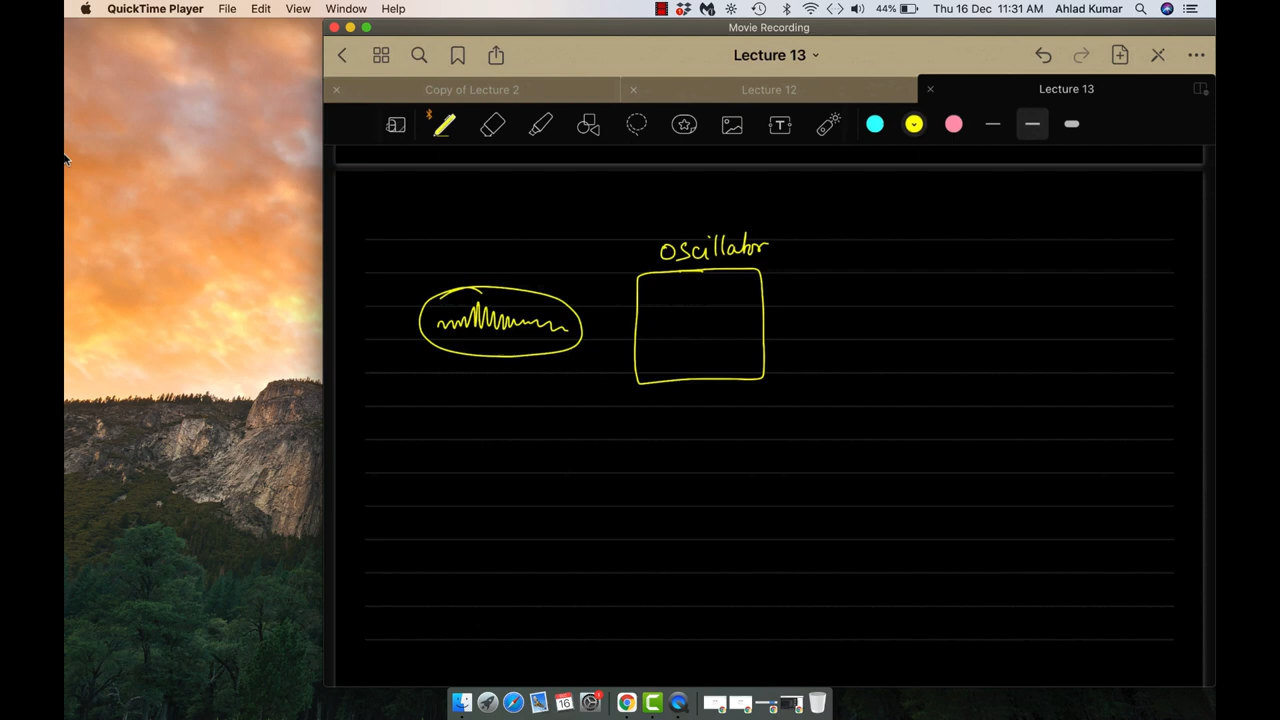 QuickTime Player File Edit View Window Help 44% Thu 16 Dec 11:31 AM Ahlad Kumar
Movie Recording
Lecture 13
Copy of Lecture 2 Lecture 12 Lecture 13
oscillator